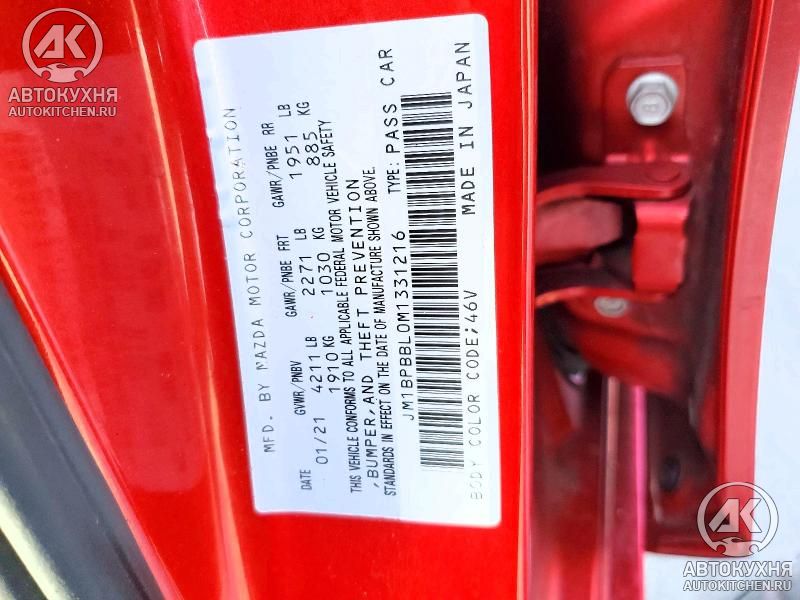 АК
АВТОКУХНЯ
AUTOKITCHEN.RU
MFD. BY MAZDA MOTOR CORPORATION
DATE GVWR/PNBV GAWR/PNBE FRT GAWR/PNBE RR
01/21 4211 LB 2271 LB 1951 LB
1910 KG 1030 KG 885 KG
THIS VEHICLE CONFORMS TO ALL APPLICABLE FEDERAL MOTOR VEHICLE SAFETY
,BUMPER,AND THEFT PREVENTION
STANDARDS IN EFFECT ON THE DATE OF MANUFACTURE SHOWN ABOVE.
JM1BPBBL0M1331216 TYPE: PASS CAR
BODY COLOR CODE;46V MADE IN JAPAN
АК
АВТОКУХНЯ
AUTOKITCHEN.RU